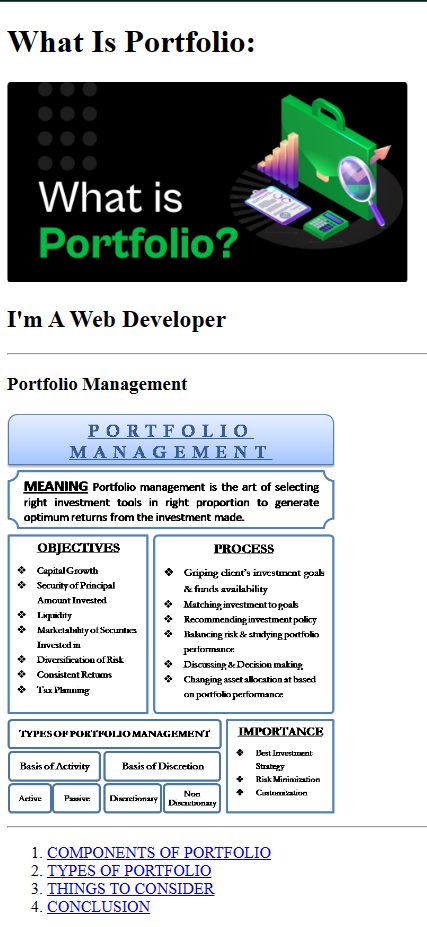 What Is Portfolio:
What is
Portfolio?
I'm A Web Developer
Portfolio Management
PORTFOLIO
MANAGEMENT
MEANING Portfolio management is the art of selecting
right investment tools in right proportion to generate
optimum returns from the investment made.
OBJECTIVES
❖ Capital Growth
❖ Security of Principal
Amount Invested
❖ Liquidity
❖ Marketability of Securities
Invested in
❖ Diversification of Risk
❖ Consistent Returns
❖ Tax Planning
PROCESS
❖ Griping client's investment goals
& funds availability
❖ Matching investment to goals
❖ Recommending investment policy
❖ Balancing risk & studying portfolio
performance
❖ Discussing & Decision making
❖ Changing asset allocation at based
on portfolio performance
TYPES OF PORTFOLIO MANAGEMENT
Basis of Activity
Basis of Discretion
Active
Passive
Discretionary
Non
Discretionary
IMPORTANCE
❖ Best Investment
Strategy
❖ Risk Minimization
❖ Customization
1. COMPONENTS OF PORTFOLIO
2. TYPES OF PORTFOLIO
3. THINGS TO CONSIDER
4. CONCLUSION